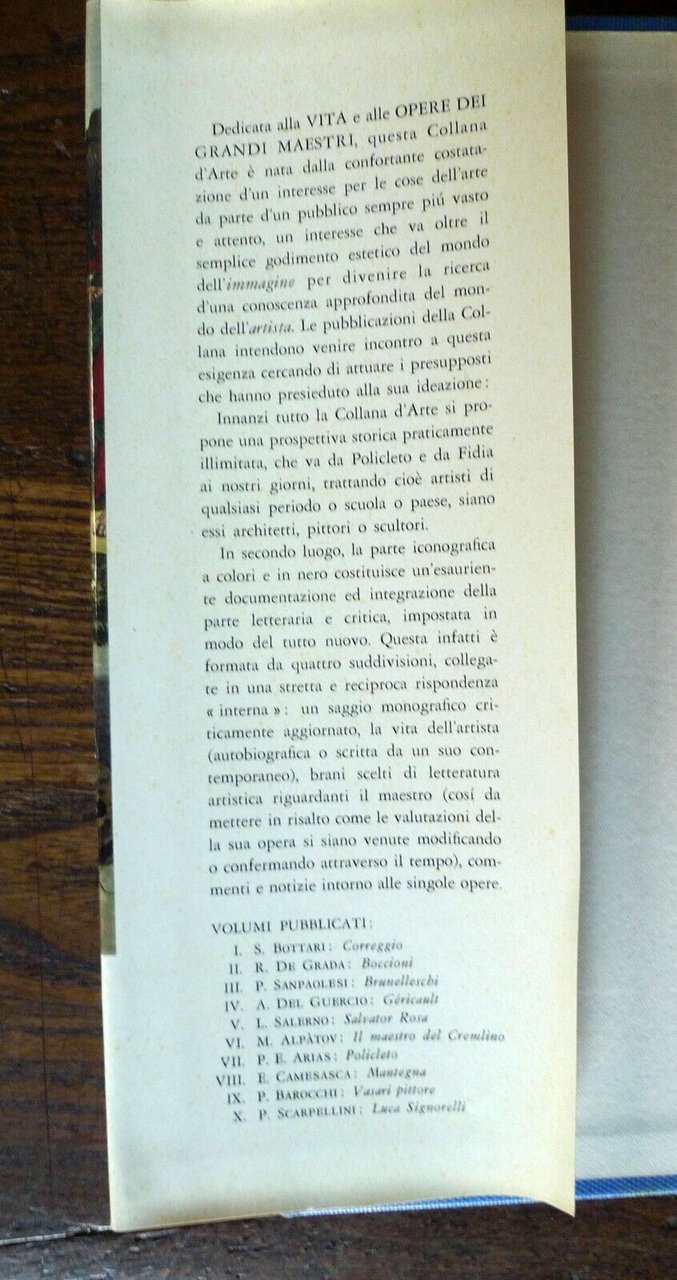 Dedicata alla VITA e alle OPERE DEI
GRANDI MAESTRI, questa Collana
d'Arte è nata dalla confortante costata-
zione d'un interesse per le cose dell'arte
da parte d'un pubblico sempre piú vasto
e attento, un interesse che va oltre il
semplice godimento estetico del mondo
dell'immagine per divenire la ricerca
d'una conoscenza approfondita del mon-
do dell'artista. Le pubblicazioni della Col-
lana intendono venire incontro a questa
esigenza cercando di attuare i presupposti
che hanno presieduto alla sua ideazione:
Innanzi tutto la Collana d'Arte si pro-
pone una prospettiva storica praticamente
illimitata, che va da Policleto e da Fidia
ai nostri giorni, trattando cioè artisti di
qualsiasi periodo o scuola o paese, siano
essi architetti, pittori o scultori.
In secondo luogo, la parte iconografica
a colori e in nero costituisce un'esaurien-
te documentazione ed integrazione della
parte letteraria e critica, impostata in
modo del tutto nuovo. Questa infatti è
formata da quattro suddivisioni, collega-
te in una stretta e reciproca rispondenza
« interna »: un saggio monografico cri-
ticamente aggiornato, la vita dell'artista
(autobiografica o scritta da un suo con-
temporaneo), brani scelti di letteratura
artistica riguardanti il maestro (cosí da
mettere in risalto come le valutazioni del-
la sua opera si siano venute modificando
o confermando attraverso il tempo), com-
menti e notizie intorno alle singole opere.
VOLUMI PUBBLICATI:
I. S. BOTTARI: Correggio
II. R. DE GRADA: Boccioni
III. P. SANPAOLESI: Brunelleschi
IV. A. DEL GUERCIO: Géricault
V. L. SALERNO: Salvator Rosa
VI. M. ALPÀTOV: Il maestro del Cremlino
VII. P. E. ARIAS: Policleto
VIII. E. CAMESASCA: Mantegna
IX. P. BAROCCHI: Vasari pittore
X. P. SCARPELLINI: Luca Signorelli